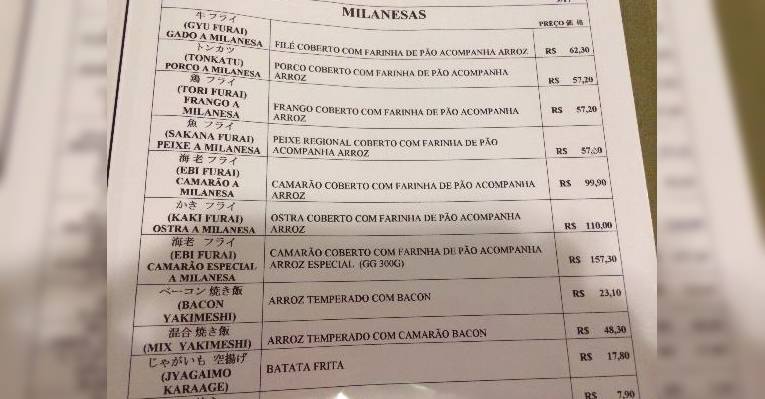 MILANESAS
PREÇO 価 格
牛 フライ
(GYU FURAI)
GADO A MILANESA
FILÉ COBERTO COM FARINHA DE PÃO ACOMPANHA ARROZ
R$ 62,30
トンカツ
(TONKATU)
PORCO A MILANESA
PORCO COBERTO COM FARINHA DE PÃO ACOMPANHA
ARROZ
R$ 57,20
鶏 フライ
(TORI FURAI)
FRANGO A
MILANESA
FRANGO COBERTO COM FARINHA DE PÃO ACOMPANHA
ARROZ
R$ 57,20
魚 フライ
(SAKANA FURAI)
PEIXE A MILANESA
PEIXE REGIONAL COBERTO COM FARINHA DE PÃO
ACOMPANHA ARROZ
R$
海 老 フライ
(EBI FURAI)
CAMARÃO A
MILANESA
CAMARÃO COBERTO COM FARINHA DE PÃO ACOMPANHA
ARROZ
R$ 99,90
かき フライ
(KAKI FURAI)
OSTRA A MILANESA
OSTRA COBERTO COM FARINHA DE PÃO ACOMPANHA
ARROZ
R$ 110,00
海老 フライ
(EBI FURAI)
CAMARÃO ESPECIAL
A MILANESA
CAMARÃO COBERTO COM FARINHA DE PÃO ACOMPANHA
ARROZ ESPECIAL (GG 300G)
R$ 157,30
ベーコン 焼き飯
(BACON
YAKIMESHI)
ARROZ TEMPERADO COM BACON
R$ 23,10
混合 焼き飯
(MIX YAKIMESHI)
ARROZ TEMPERADO COM CAMARÃO BACON
R$ 48,30
じゃがいも 空揚げ
(JYAGAIMO
KARAAGE)
BATATA FRITA
R$ 17,80
R$ 7,90